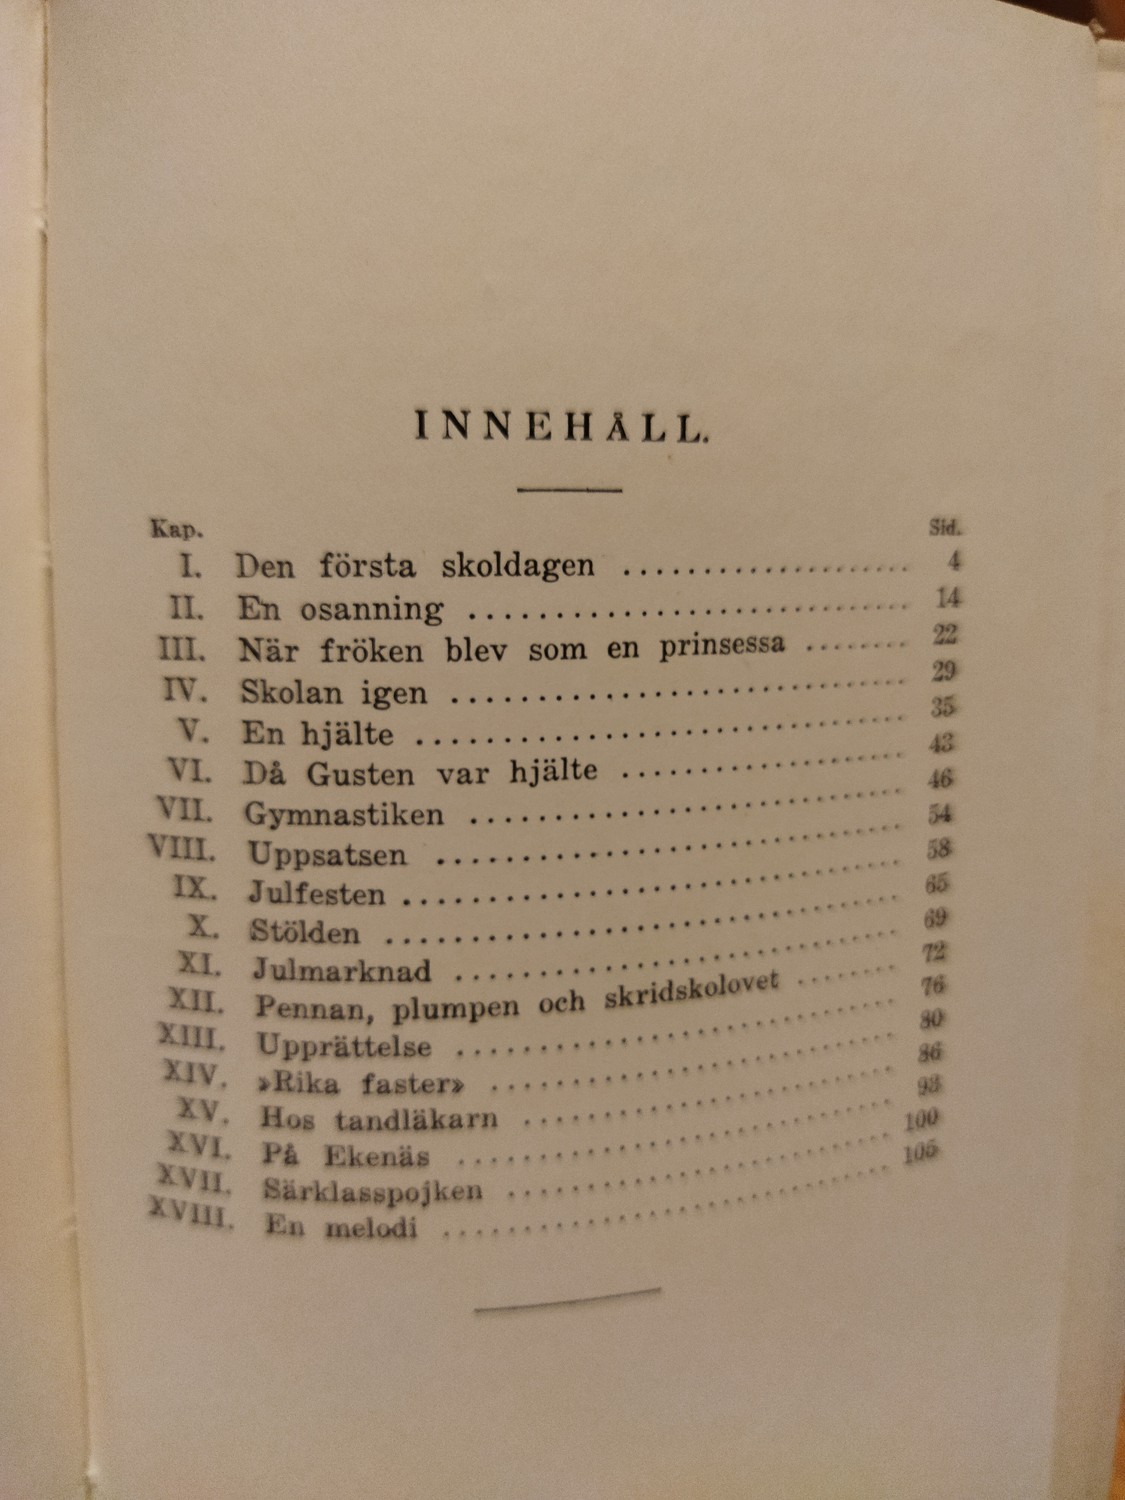 INNEHÅLL.
Kap. Sid.
I. Den första skoldagen .................... 4
II. En osanning .......................... 14
III. När fröken blev som en prinsessa ........ 22
IV. Skolan igen .......................... 29
V. En hjälte ............................ 35
VI. Då Gusten var hjälte ................. 43
VII. Gymnastiken ......................... 46
VIII. Uppsatsen ........................... 54
IX. Julfesten ............................. 58
X. Stölden .............................. 65
XI. Julmarknad .......................... 69
XII. Pennan, plumpen och skridskolovet ....... 72
XIII. Upprättelse .......................... 76
XIV. »Rika faster» ........................ 80
XV. Hos tandläkarn ...................... 86
XVI. På Ekenäs .......................... 93
XVII. Särklasspojken ...................... 100
XVIII. En melodi .......................... 105